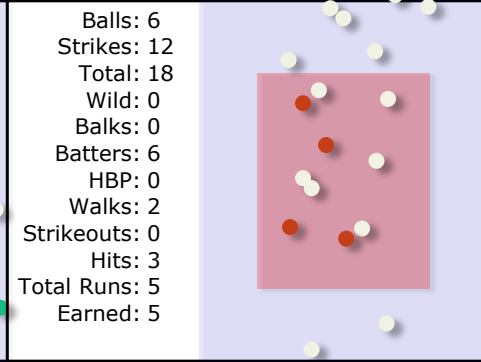 Balls: 6
Strikes: 12
Total: 18
Wild: 0
Balks: 0
Batters: 6
HBP: 0
Walks: 2
Strikeouts: 0
Hits: 3
Total Runs: 5
Earned: 5